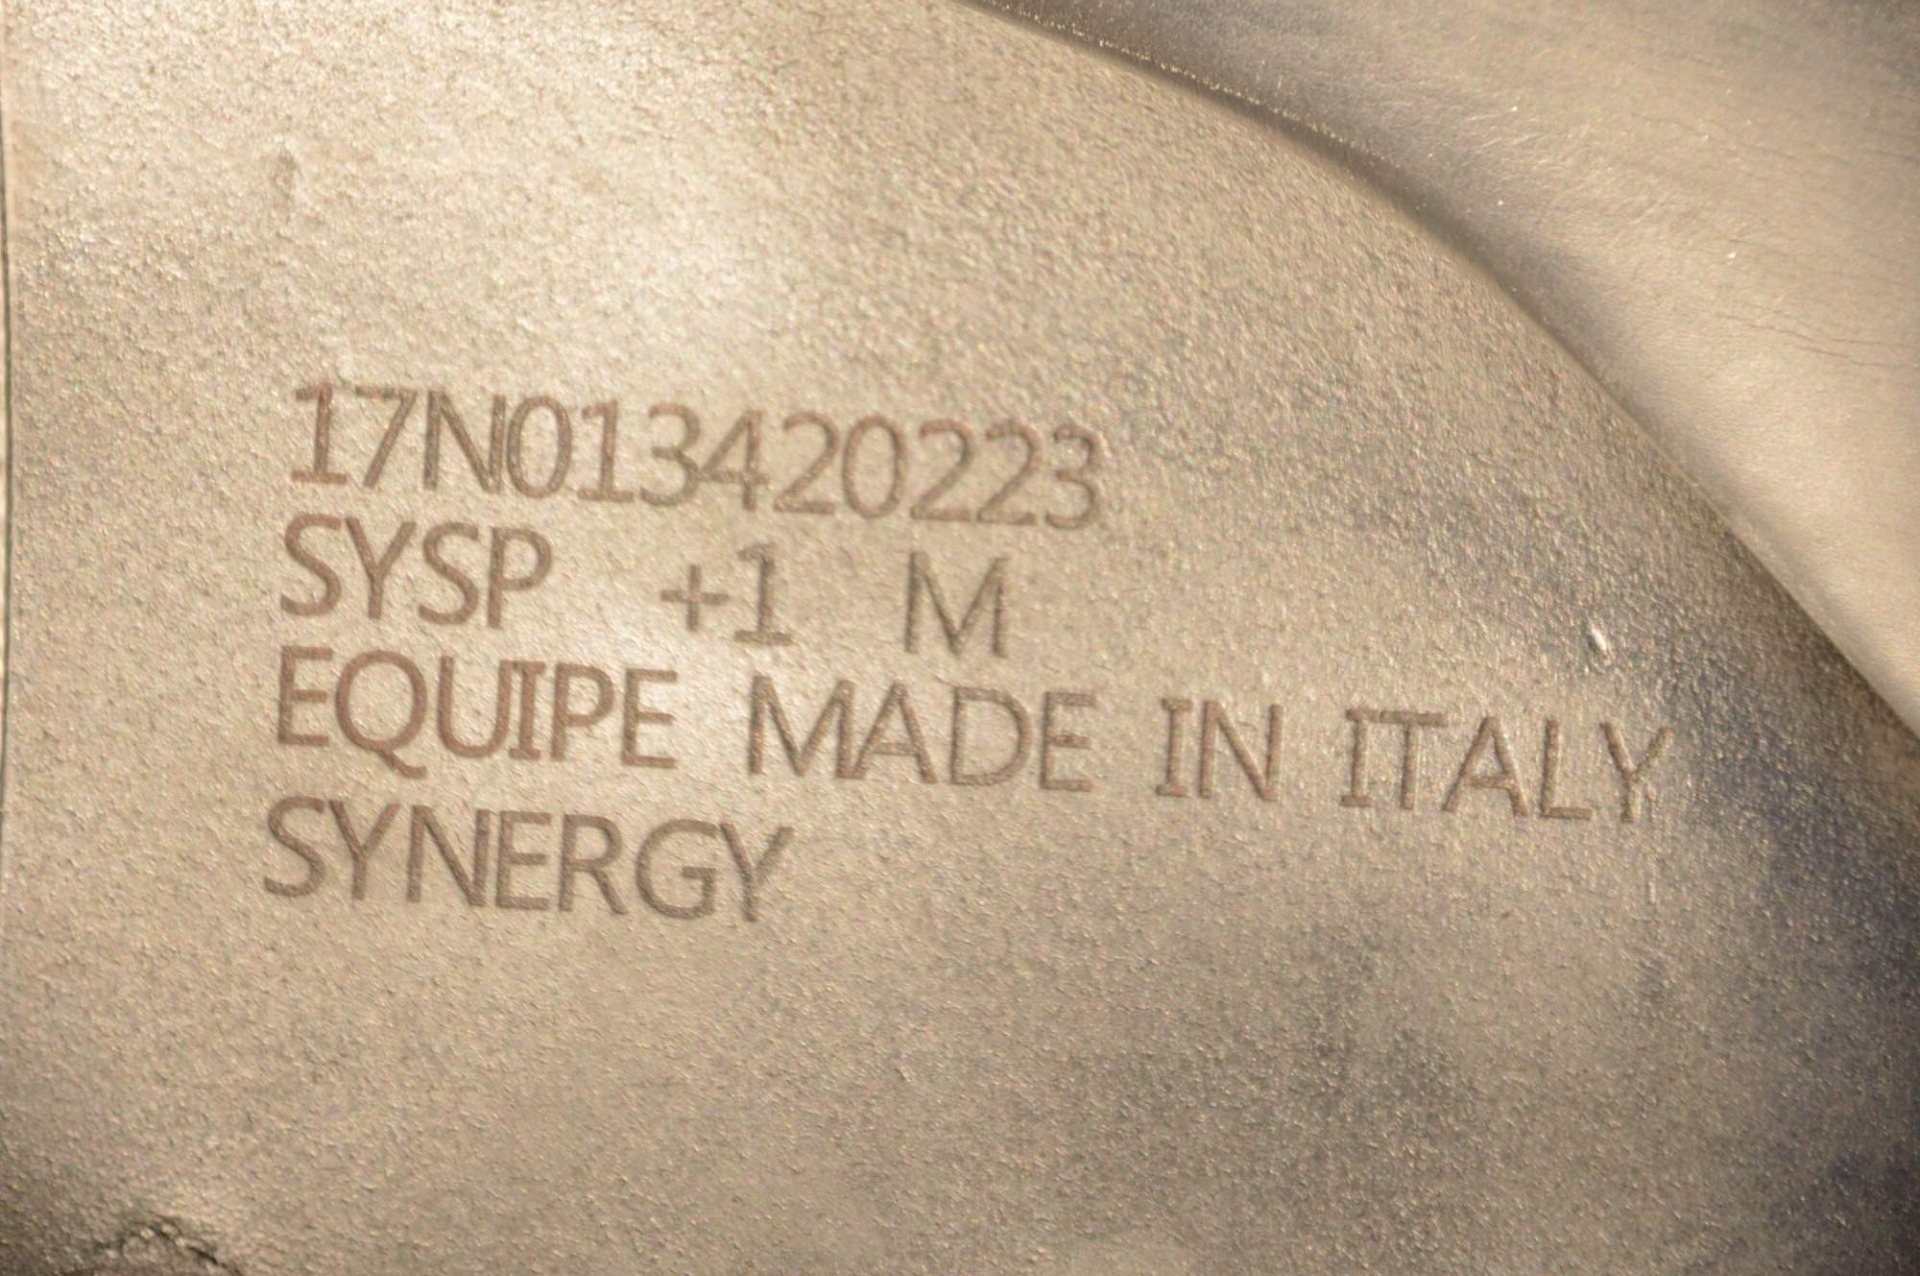 17N013420223
SYSP +1 M
EQUIPE MADE IN ITALY
SYNERGY